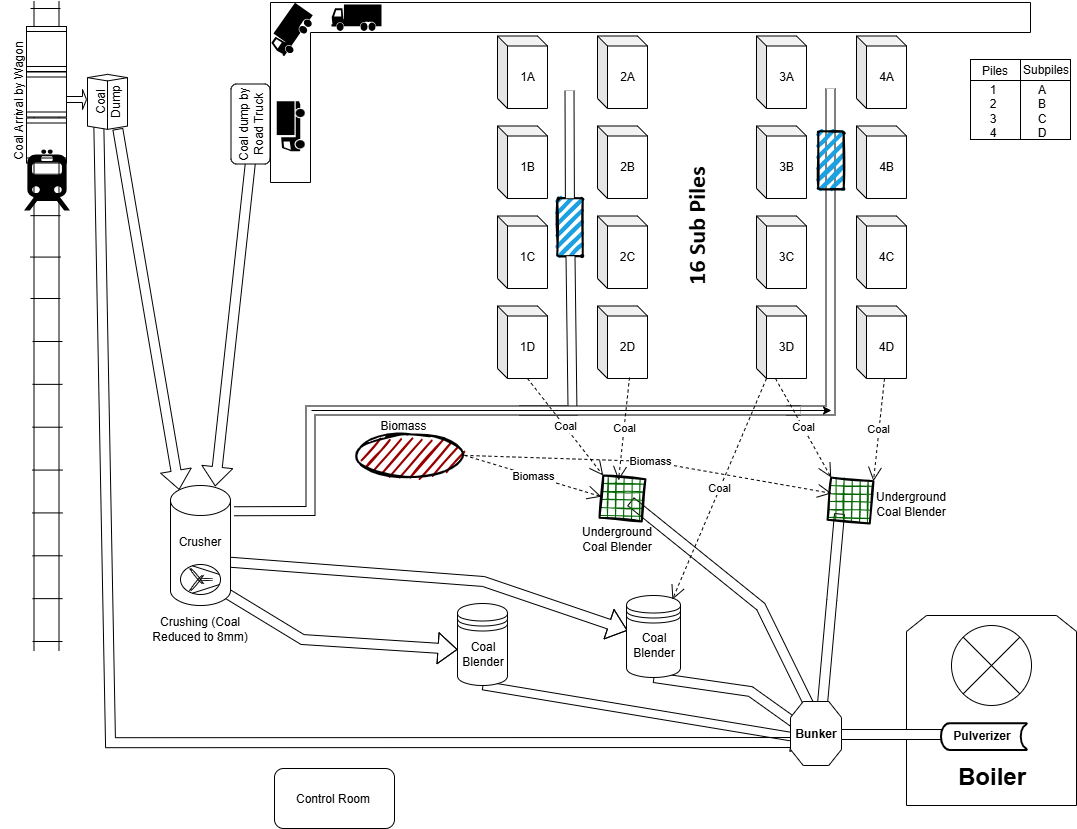 Coal Arrival by Wagon
Coal
Dump
Coal dump by
Road Truck
1A
2A
3A
4A
1B
2B
3B
4B
1C
2C
3C
4C
1D
2D
3D
4D
16 Sub Piles
Piles Subpiles
1 A
2 B
3 C
4 D
Biomass
Coal
Coal
Coal
Coal
Biomass
Biomass
Coal
Underground
Coal Blender
Underground
Coal Blender
Crusher
Crushing (Coal
Reduced to 8mm)
Coal
Blender
Coal
Blender
Bunker
Pulverizer
Boiler
Control Room